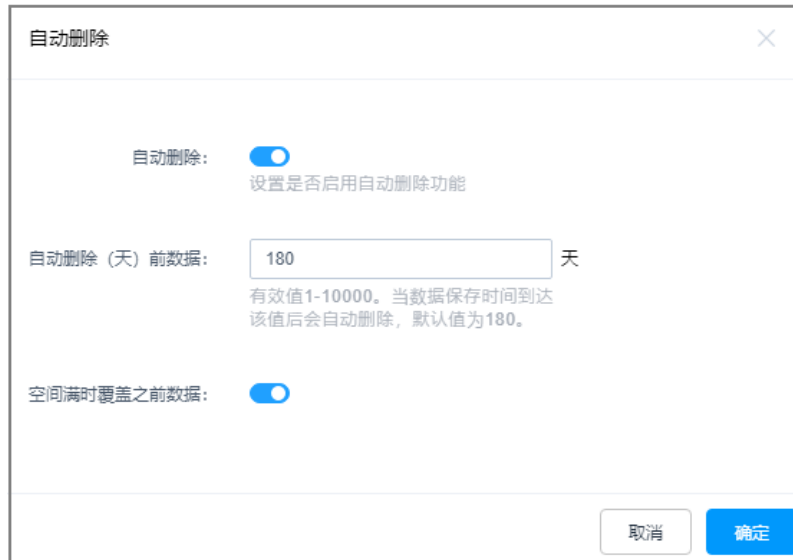 自动删除
自动删除：
设置是否启用自动删除功能
自动删除（天）前数据： 180 天
有效值1-10000。当数据保存时间到达
该值后会自动删除，默认值为180。
空间满时覆盖之前数据：
取消 确定